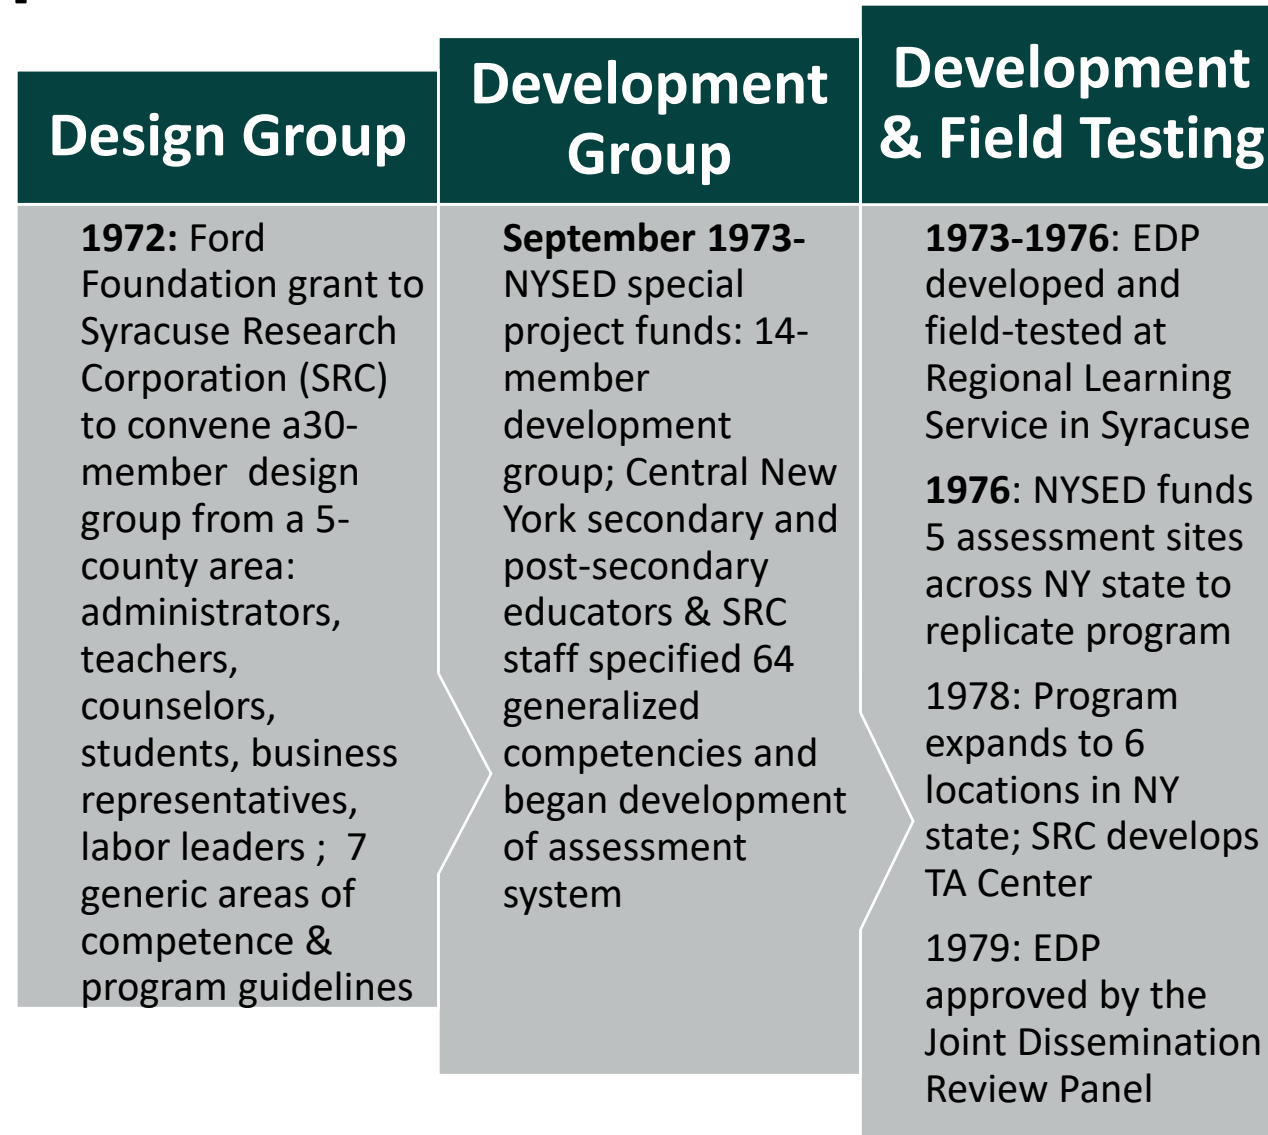 Design Group
1972: Ford
Foundation grant to
Syracuse Research
Corporation (SRC)
to convene a30-
member  design
group from a 5-
county area:
administrators,
teachers,
counselors,
students, business
representatives,
labor leaders ;  7
generic areas of
competence &
program guidelines
Development
Group
September 1973-
NYSED special
project funds: 14-
member
development
group; Central New
York secondary and
post-secondary
educators & SRC
staff specified 64
generalized
competencies and
began development
of assessment
system
Development
& Field Testing
1973-1976: EDP
developed and
field-tested at
Regional Learning
Service in Syracuse
1976: NYSED funds
5 assessment sites
across NY state to
replicate program
1978: Program
expands to 6
locations in NY
state; SRC develops
TA Center
1979: EDP
approved by the
Joint Dissemination
Review Panel